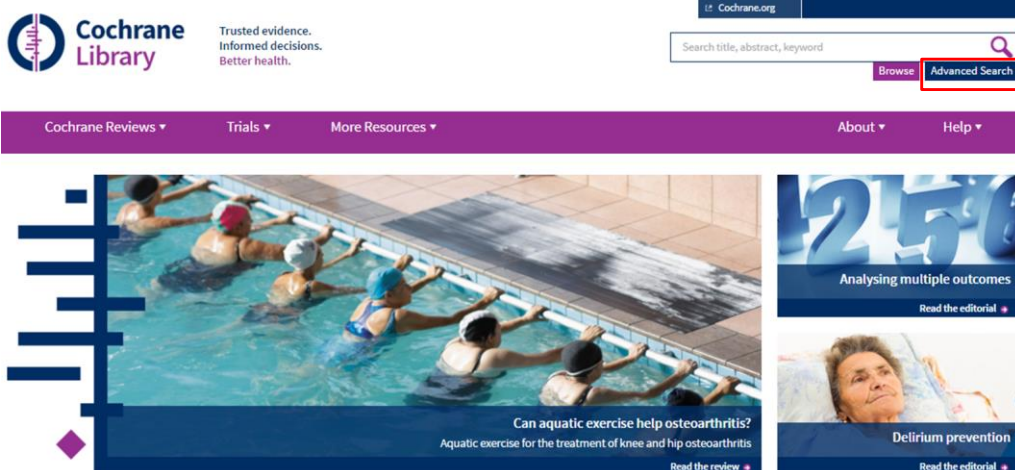 Cochrane.org
Cochrane
Library
Trusted evidence.
Informed decisions.
Better health.
Search title, abstract, keyword
Browse
Advanced Search
Cochrane Reviews
Trials
More Resources
About
Help
Can aquatic exercise help osteoarthritis?
Aquatic exercise for the treatment of knee and hip osteoarthritis
Read the review
256
Analysing multiple outcomes
Read the editorial
Delirium prevention
Read the editorial